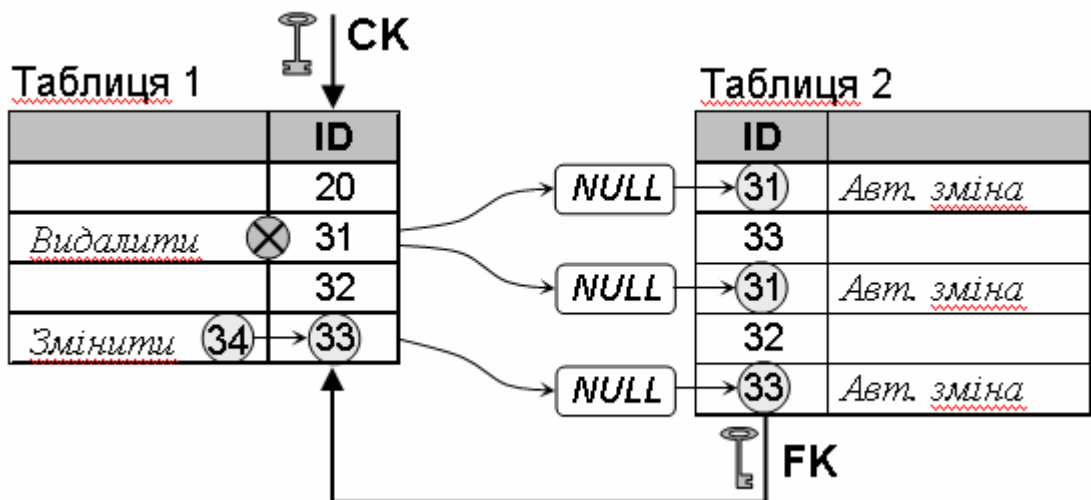 CK
Таблиця 1
Таблиця 2
ID
ID
20
NULL
31
Авт. зміна
Видалити
31
33
32
NULL
31
Авт. зміна
Змінити
34
33
32
NULL
33
Авт. зміна
FK